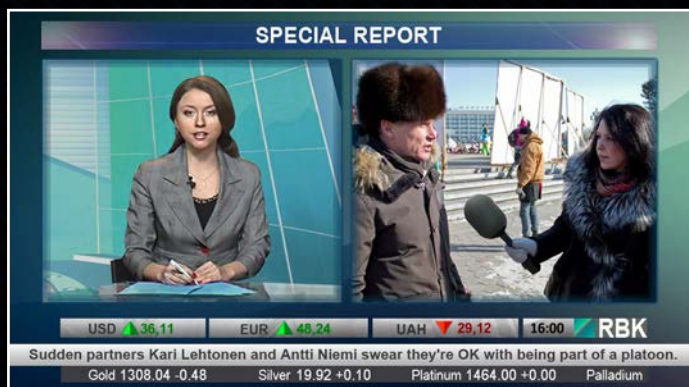 SPECIAL REPORT
USD 36,11 EUR 48,24 UAH 29,12 16:00 RBK
Sudden partners Kari Lehtonen and Antti Niemi swear they're OK with being part of a platoon.
Gold 1308.04 -0.48 Silver 19.92 +0,10 Platinum 1464.00 +0.00 Palladium